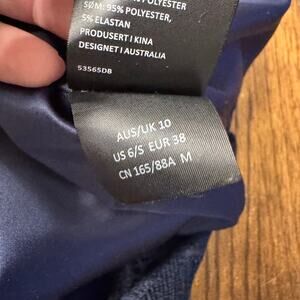 POLYESTER
SØM: 95% POLYESTER,
5% ELASTAN
PRODUSERT I KINA
DESIGNET I AUSTRALIA
53565DB
AUS/UK 10
US 6/S EUR 38
CN 165/88A M